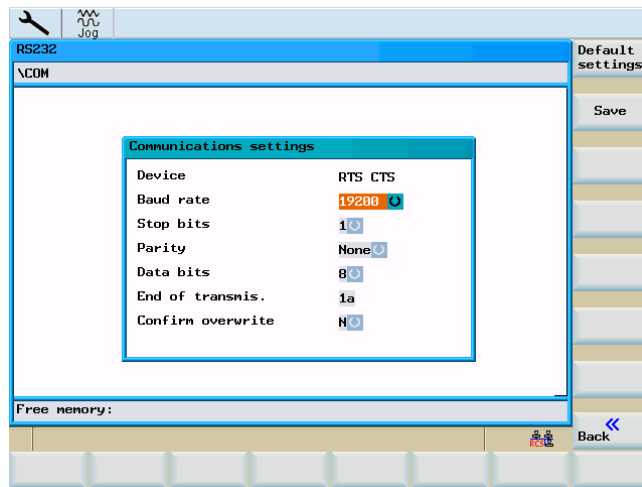 Jog
RS232
\COM
Default
settings
Save
Communications settings
Device RTS CTS
Baud rate 19200
Stop bits 1
Parity None
Data bits 8
End of transmis. 1a
Confirm overwrite N
Free memory:
RCS
«
Back